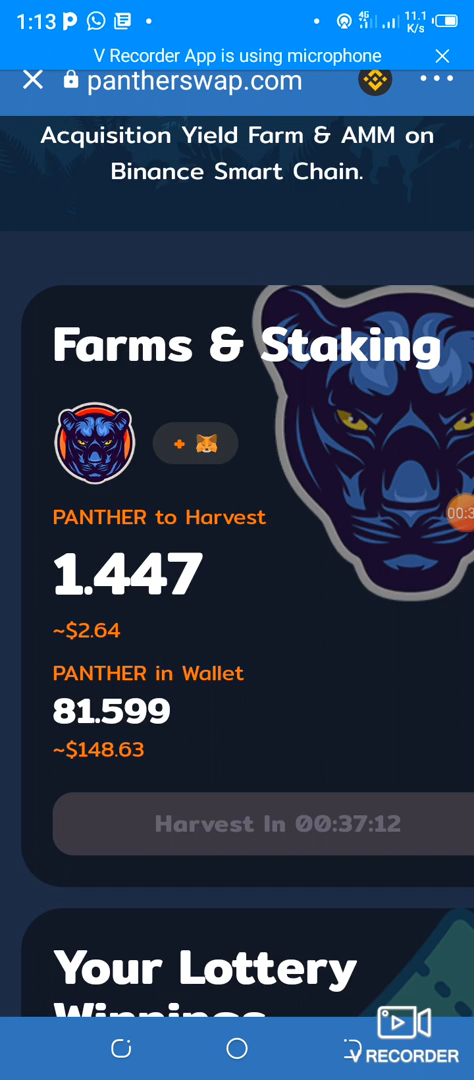 1:13
4G
11.1
K/s
V Recorder App is using microphone
pantherswap.com
Acquisition Yield Farm & AMM on
Binance Smart Chain.
Farms & Staking
PANTHER to Harvest
1.447
~$2.64
PANTHER in Wallet
81.599
~$148.63
Harvest In 00:37:12
Your Lottery
Winnings
V RECORDER